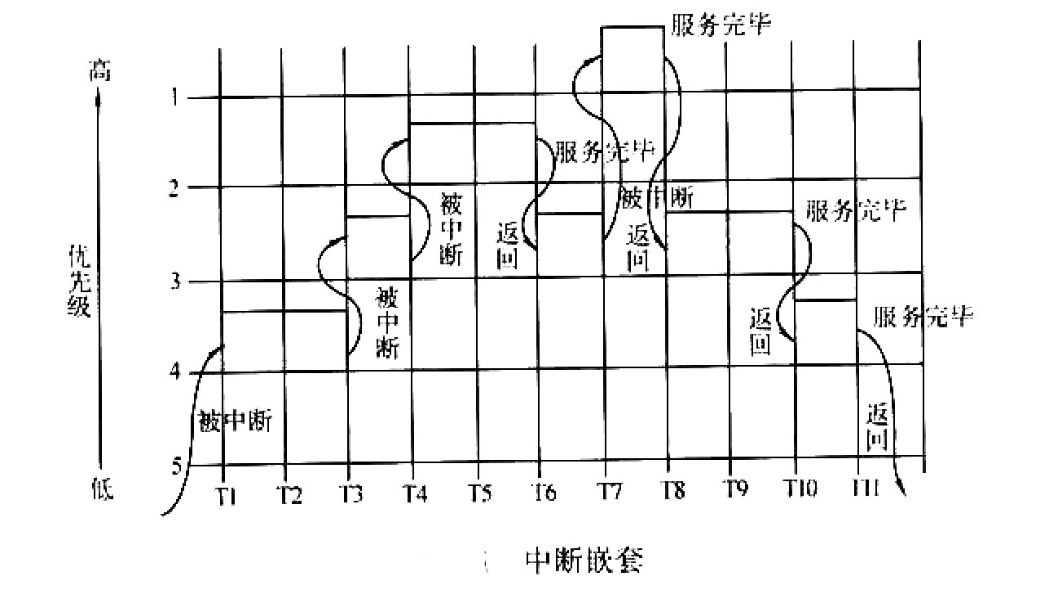 服务完毕
高
1
服务完毕
2
被中断
被中断
服务完毕
返回
返回
优先级
3
被中断
返回
服务完毕
4
被中断
返回
5
低
T1 T2 T3 T4 T5 T6 T7 T8 T9 T10 T11
中断嵌套